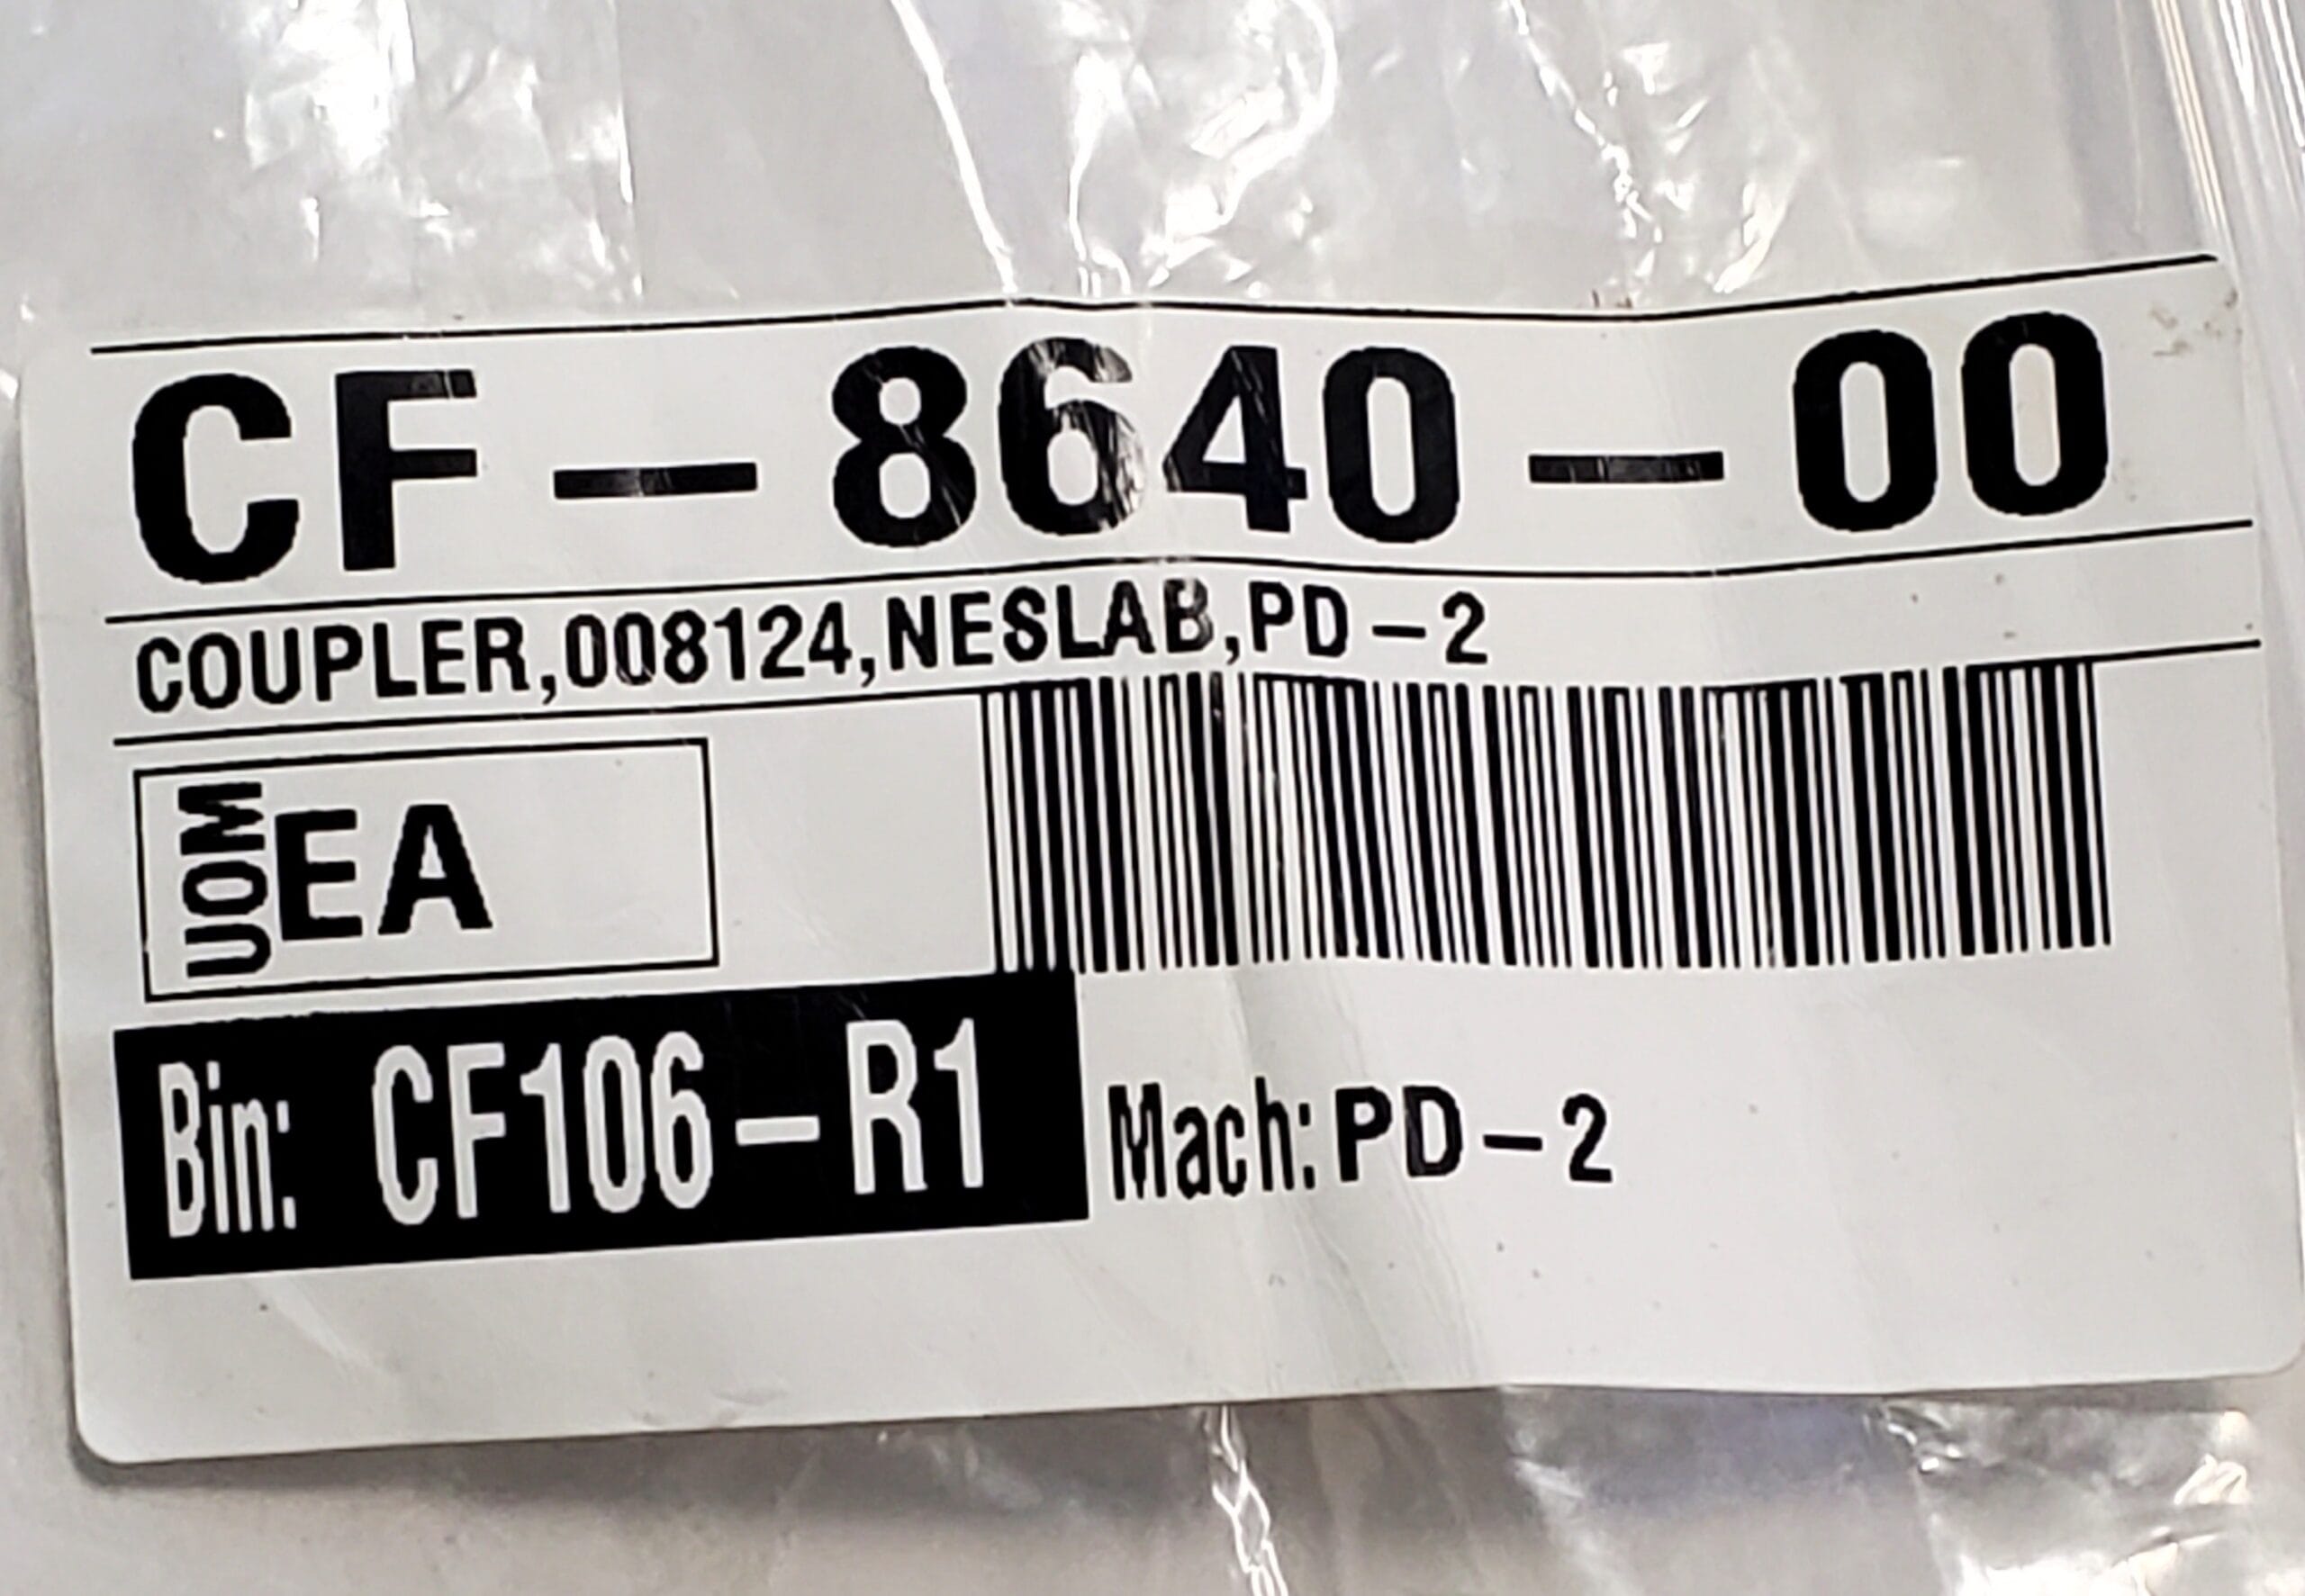 CF-8640-00
COUPLER,008124,NESLAB,PD-2
UOM EA
Bin: CF106-R1
Mach: PD-2